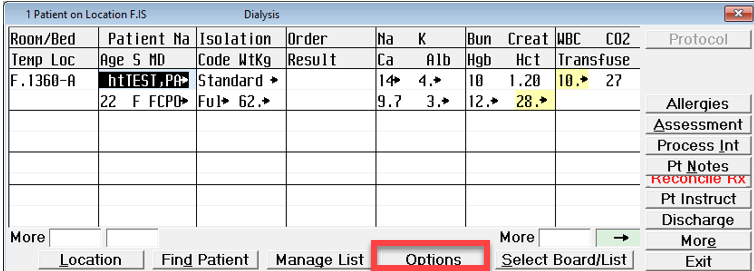 1 Patient on Location F.IS Dialysis
Room/Bed Patient Na Isolation Order Na K Bun Creat WBC CO2
Temp Loc Age S MD Code WtKg Result Ca Alb Hgb Hct Transfuse
F.1360-A htTEST,PA Standard 14 4. 10 1.20 10. 27
22 F FCPO Ful 62. 9.7 3. 12. 28.
More More
Location Find Patient Manage List Options Select Board/List
Protocol
Allergies
Assessment
Process Int
Pt Notes
Reconcile Rx
Pt Instruct
Discharge
More
Exit